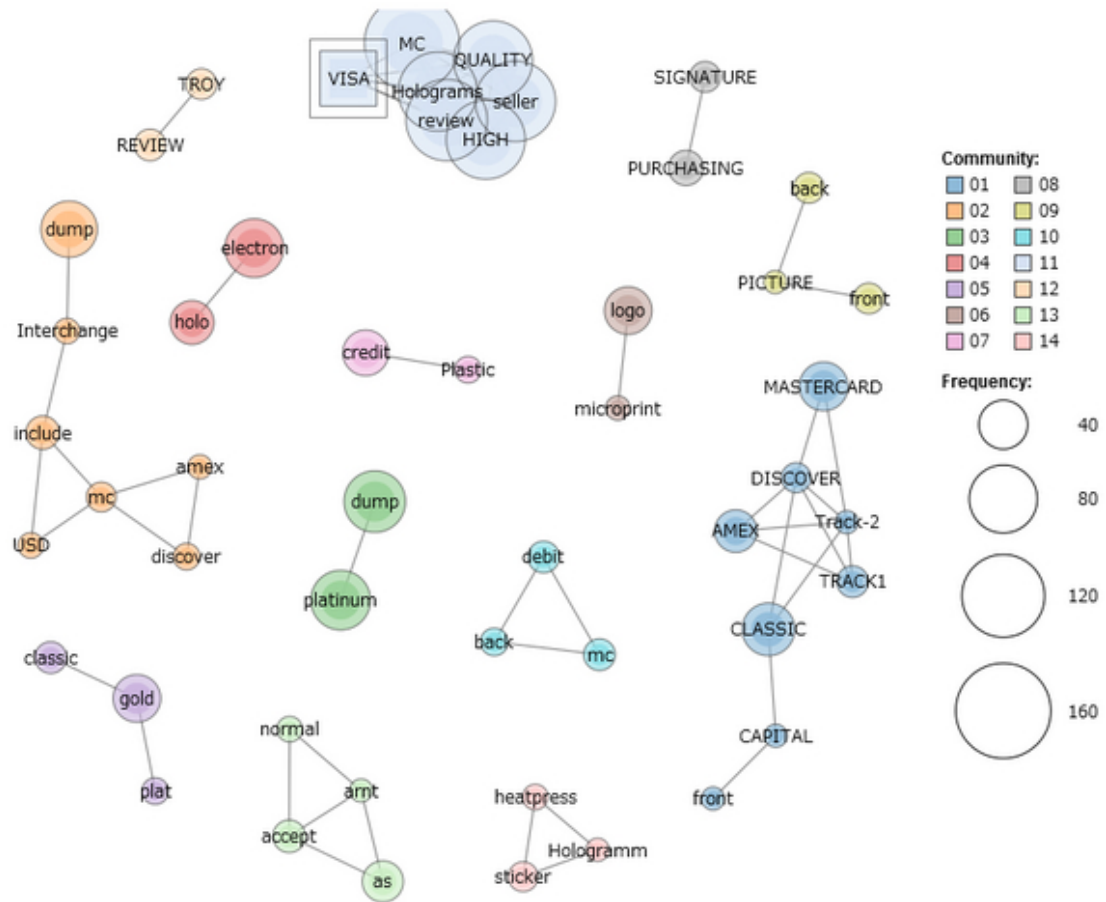 MC
QUALITY
VISA
Holograms
seller
review
HIGH
TROY
REVIEW
SIGNATURE
PURCHASING
back
PICTURE
front
dump
electron
holo
Interchange
credit
Plastic
logo
microprint
include
amex
mc
USD
discover
dump
platinum
debit
back
mc
MASTERCARD
DISCOVER
AMEX
Track-2
TRACK1
CLASSIC
CAPITAL
front
classic
gold
plat
normal
amt
accept
as
heatpress
Hologramm
sticker
Community:
01 08
02 09
03 10
04 11
05 12
06 13
07 14
Frequency:
40
80
120
160